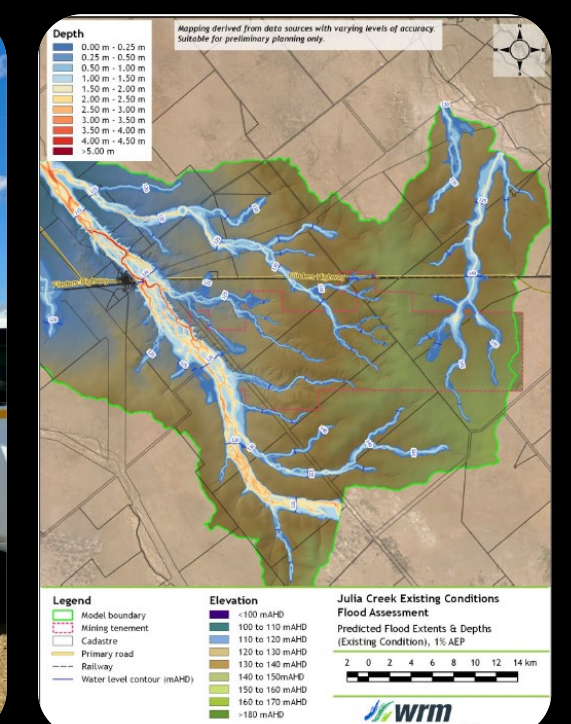 Depth
0.00 m - 0.25 m
0.25 m - 0.50 m
0.50 m - 1.00 m
1.00 m - 1.50 m
1.50 m - 2.00 m
2.00 m - 2.50 m
2.50 m - 3.00 m
3.00 m - 3.50 m
3.50 m - 4.00 m
4.00 m - 4.50 m
>5.00 m
Mapping derived from data sources with varying levels of accuracy.
Suitable for preliminary planning only.
Flinders Highway
Flinders Highway
Legend
Model boundary
Mining tenement
Cadastre
Primary road
Railway
Water level contour (mAHD)
Elevation
<100 mAHD
100 to 110 mAHD
110 to 120 mAHD
120 to 130 mAHD
130 to 140 mAHD
140 to 150mAHD
150 to 160 mAHD
160 to 170 mAHD
>180 mAHD
Julia Creek Existing Conditions
Flood Assessment
Predicted Flood Extents & Depths
(Existing Condition), 1% AEP
2 0 2 4 6 8 10 12 14 km
wrm